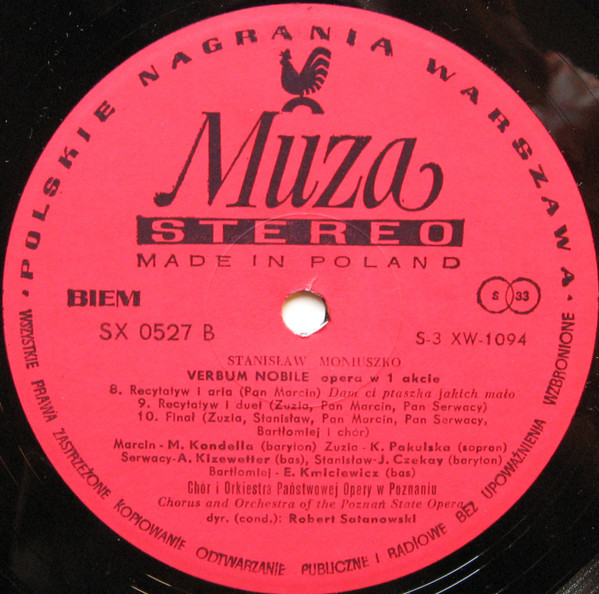 · POLSKIE NAGRANIA WARSZAWA ·
Muza
STEREO
MADE IN POLAND
BIEM
S 33
SX 0527 B
S-3 XW-1094
STANISŁAW MONIUSZKO
VERBUM NOBILE opera w 1 akcie
8. Recytatyw i aria (Pan Marcin) Dam ci ptaszka jakich mało
9. Recytatyw i duet (Zuzia, Pan Marcin, Pan Serwacy)
10. Finał (Zuzia, Stanisław, Pan Marcin, Pan Serwacy,
Bartłomiej i chór)
Marcin - M. Kondella (baryton) Zuzia - K. Pakulska (sopran)
Serwacy-A. Kizewetter (bas), Stanisław-J. Czekay (baryton)
Bartłomiej - E. Kmiciewicz (bas)
Chór i Orkiestra Państwowej Opery w Poznaniu
Chorus and Orchestra of the Poznań State Opera
dyr. (cond.): Robert Satanowski
WSZYSTKIE PRAWA ZASTRZEŻONE KOPIOWANIE ODTWARZANIE PUBLICZNE I RADIOWE BEZ UPOWAŻNIENIA WZBRONIONE